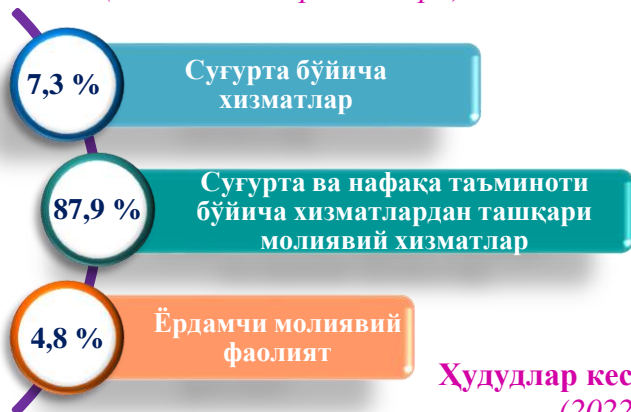 7,3 %
Суғурта бўйича
хизматлар
87,9 %
Суғурта ва нафақа таъминоти
бўйича хизматлардан ташқари
молиявий хизматлар
4,8 %
Ёрдамчи молиявий
фаолият
Ҳудудлар кес
(2022